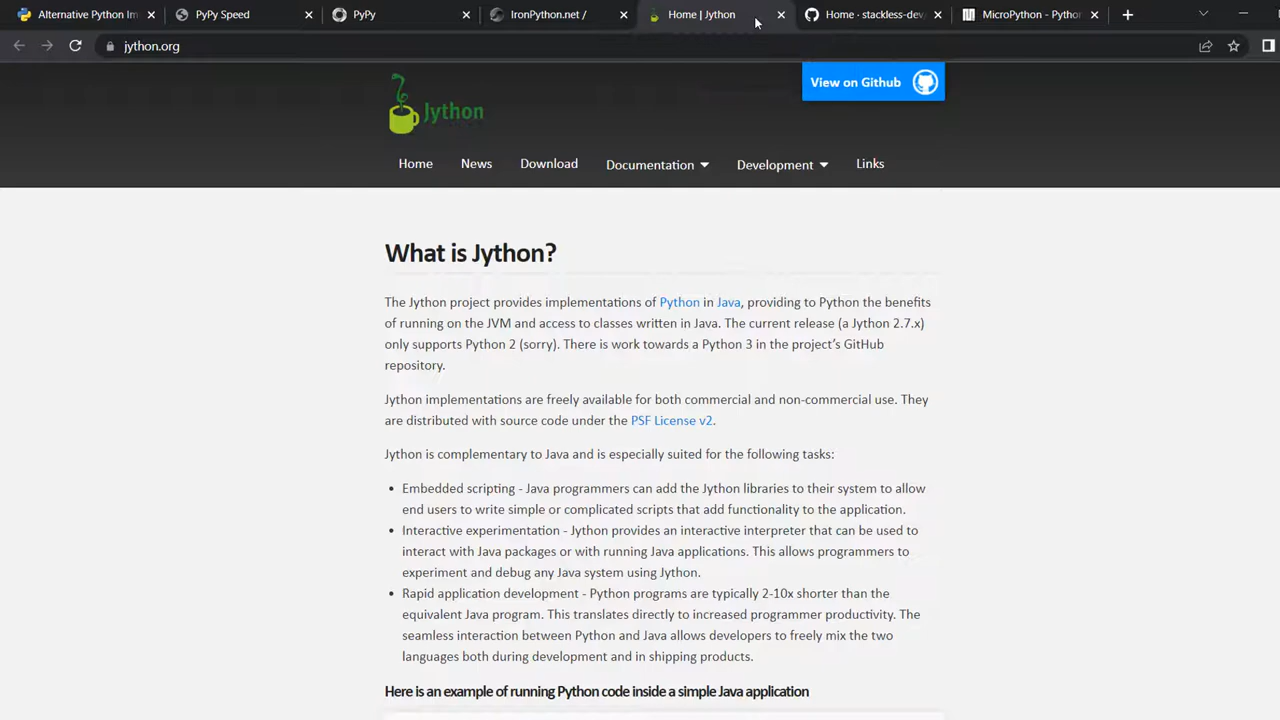 Alternative Python Im
PyPy Speed
PyPy
IronPython.net /
Home | Jython
Home · stackless-dev
MicroPython - Python
jython.org
View on Github
Jython
Home
News
Download
Documentation
Development
Links
What is Jython?
The Jython project provides implementations of Python in Java, providing to Python the benefits
of running on the JVM and access to classes written in Java. The current release (a Jython 2.7.x)
only supports Python 2 (sorry). There is work towards a Python 3 in the project's GitHub
repository.
Jython implementations are freely available for both commercial and non-commercial use. They
are distributed with source code under the PSF License v2.
Jython is complementary to Java and is especially suited for the following tasks:
• Embedded scripting - Java programmers can add the Jython libraries to their system to allow
end users to write simple or complicated scripts that add functionality to the application.
• Interactive experimentation - Jython provides an interactive interpreter that can be used to
interact with Java packages or with running Java applications. This allows programmers to
experiment and debug any Java system using Jython.
• Rapid application development - Python programs are typically 2-10x shorter than the
equivalent Java program. This translates directly to increased programmer productivity. The
seamless interaction between Python and Java allows developers to freely mix the two
languages both during development and in shipping products.
Here is an example of running Python code inside a simple Java application